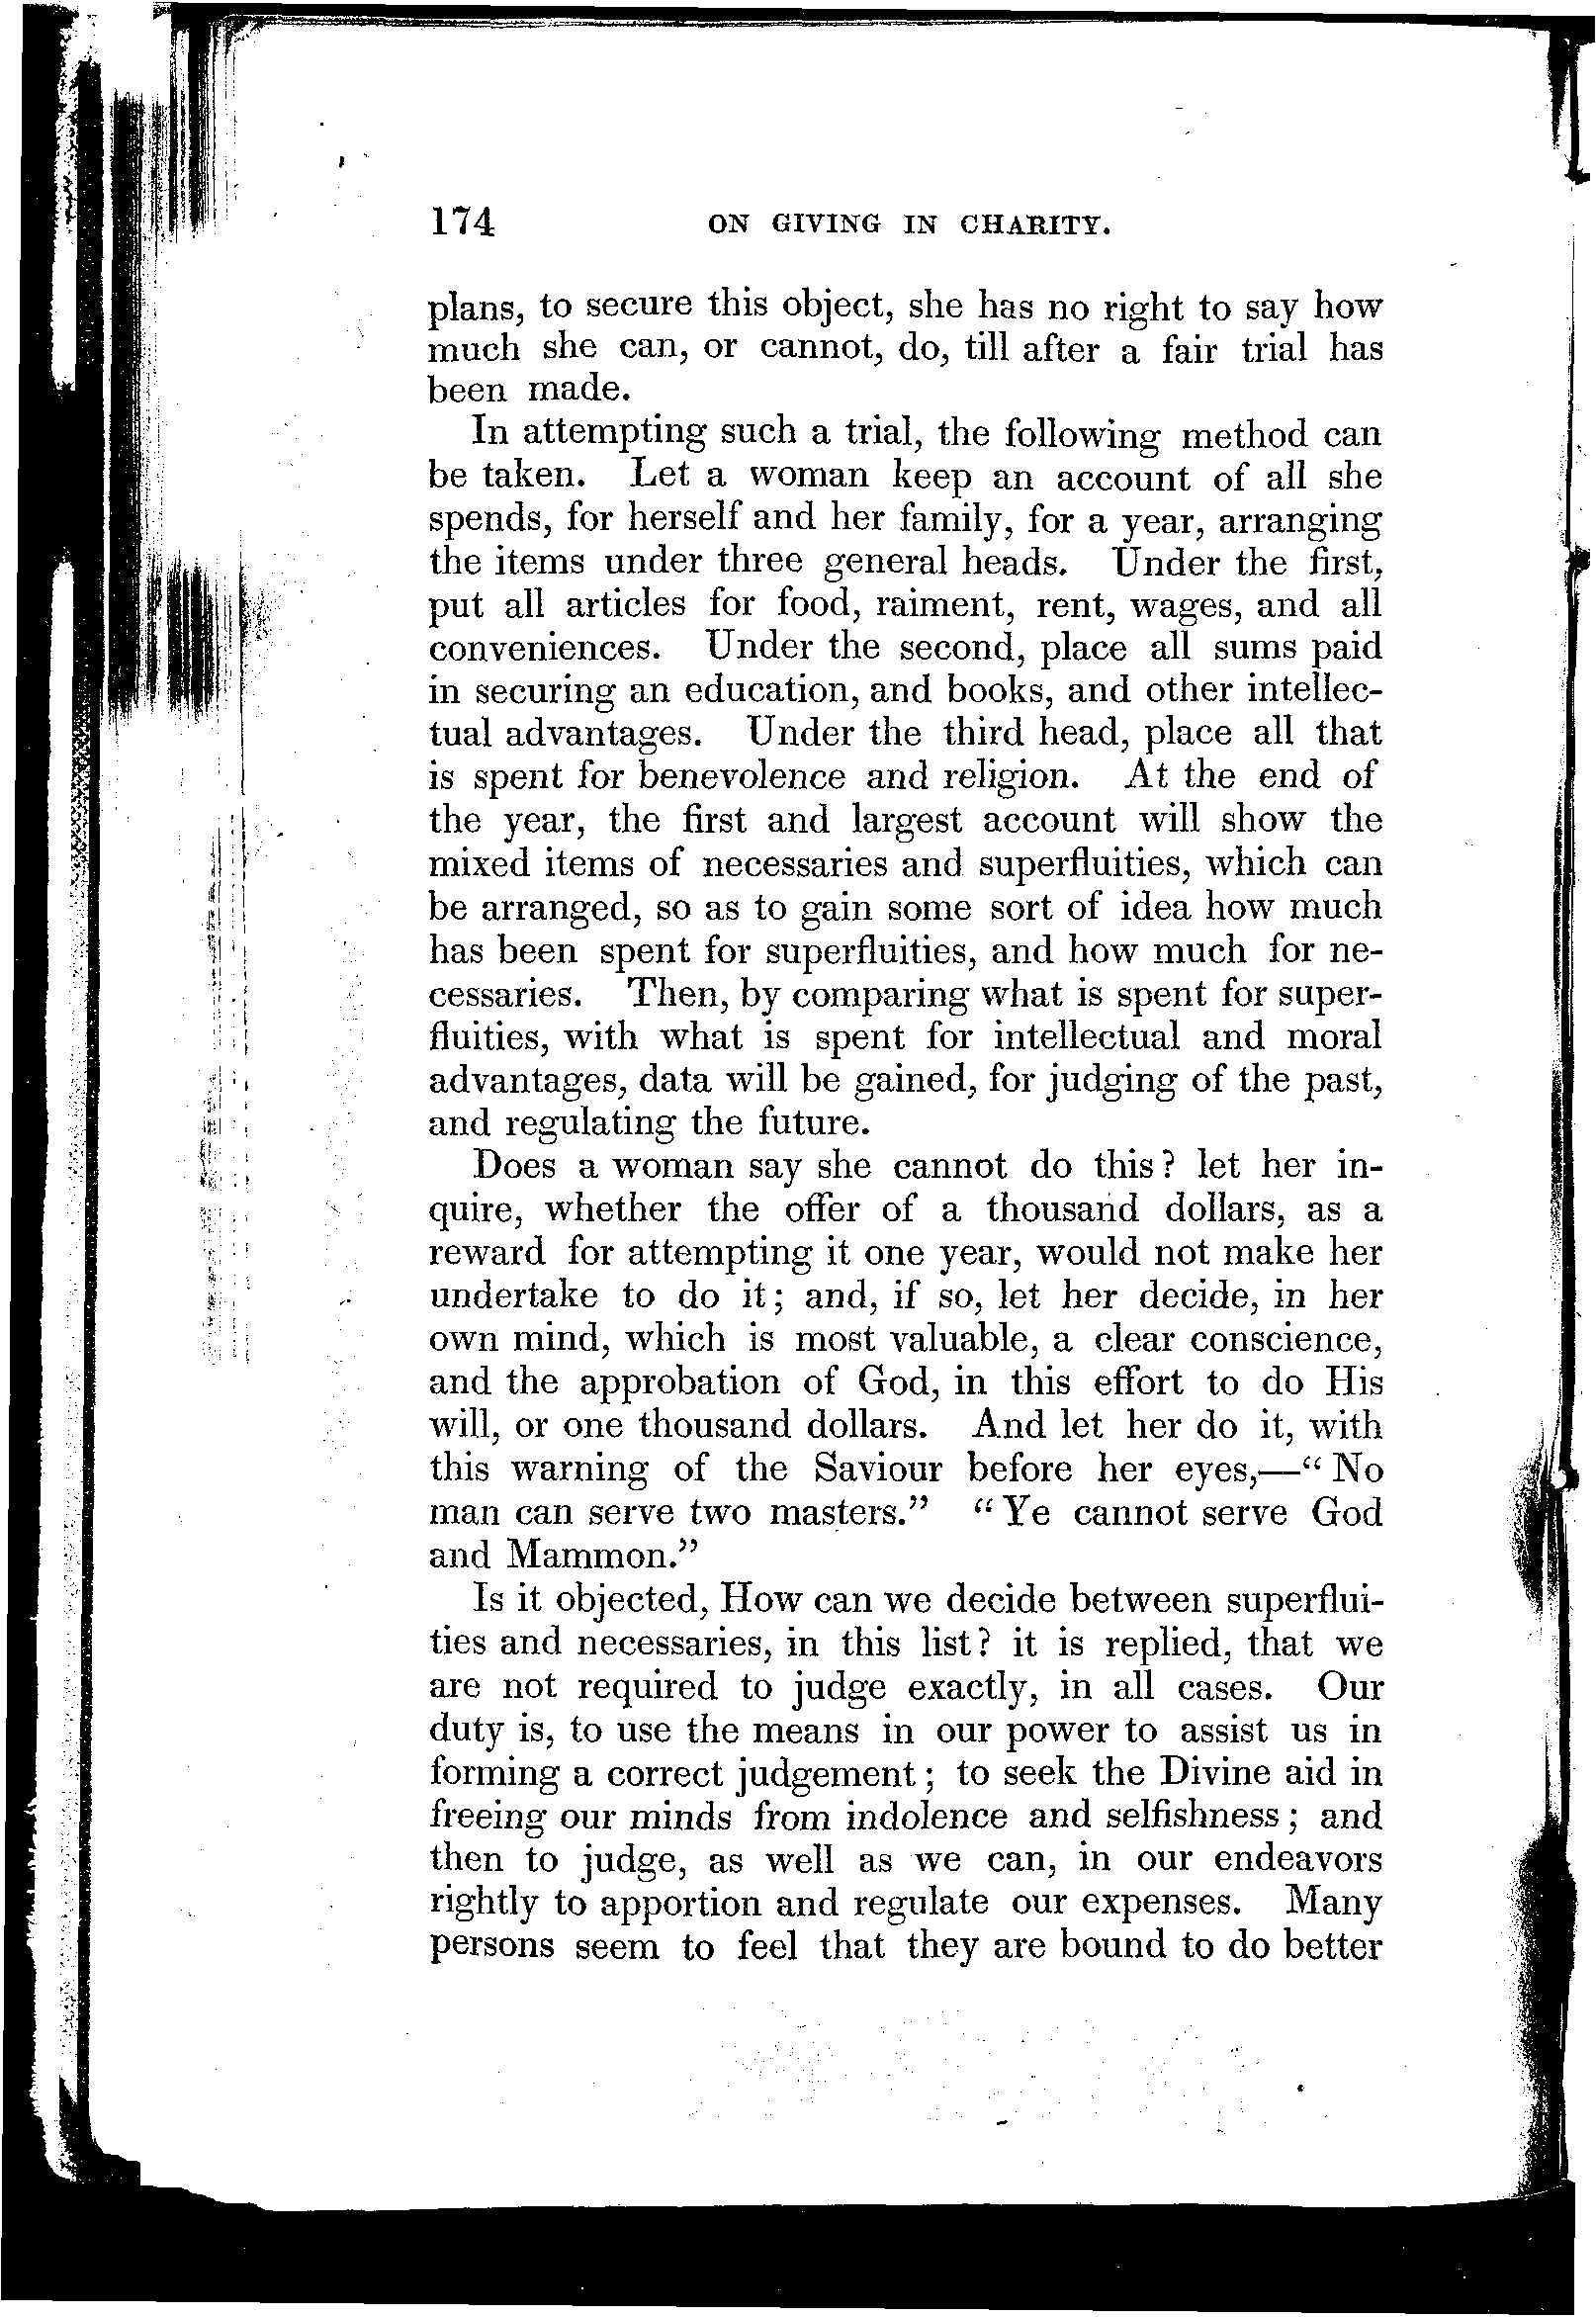 174 ON GIVING IN CHARITY.
plans, to secure this object, she has no right to say how
much she can, or cannot, do, till after a fair trial has
been made.
In attempting such a trial, the following method can
be taken. Let a woman keep an account of all she
spends, for herself and her family, for a year, arranging
the items under three general heads. Under the first,
put all articles for food, raiment, rent, wages, and all
conveniences. Under the second, place all sums paid
in securing an education, and books, and other intellec-
tual advantages. Under the third head, place all that
is spent for benevolence and religion. At the end of
the year, the first and largest account will show the
mixed items of necessaries and superfluities, which can
be arranged, so as to gain some sort of idea how much
has been spent for superfluities, and how much for ne-
cessaries. Then, by comparing what is spent for super-
fluities, with what is spent for intellectual and moral
advantages, data will be gained, for judging of the past,
and regulating the future.
Does a woman say she cannot do this? let her in-
quire, whether the offer of a thousand dollars, as a
reward for attempting it one year, would not make her
undertake to do it; and, if so, let her decide, in her
own mind, which is most valuable, a clear conscience,
and the approbation of God, in this effort to do His
will, or one thousand dollars. And let her do it, with
this warning of the Saviour before her eyes,—“No
man can serve two masters.” “Ye cannot serve God
and Mammon.”
Is it objected, How can we decide between superflui-
ties and necessaries, in this list? it is replied, that we
are not required to judge exactly, in all cases. Our
duty is, to use the means in our power to assist us in
forming a correct judgement; to seek the Divine aid in
freeing our minds from indolence and selfishness; and
then to judge, as well as we can, in our endeavors
rightly to apportion and regulate our expenses. Many
persons seem to feel that they are bound to do better